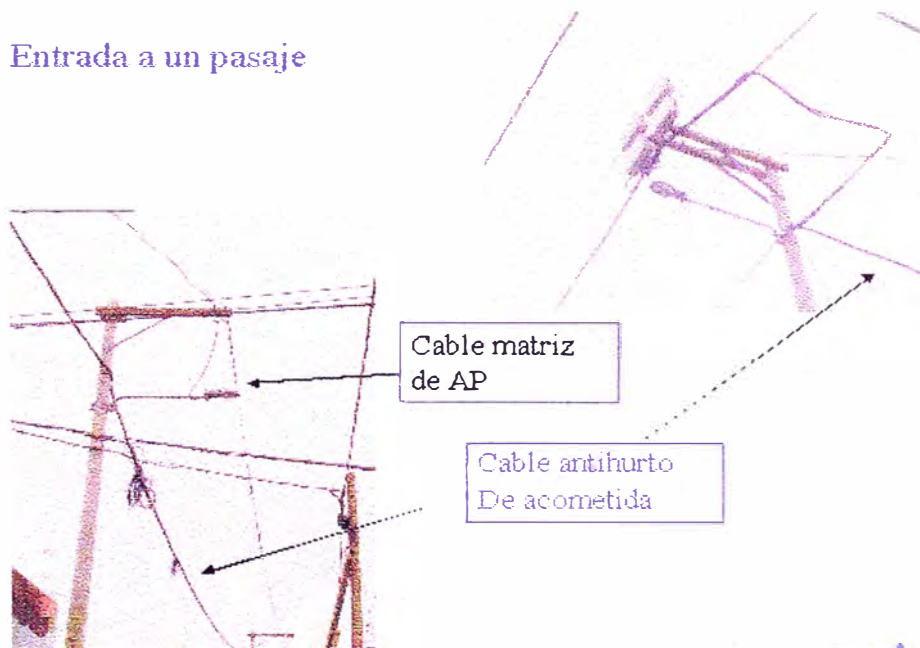 Entrada a un pasaje
Cable matriz
de AP
Cable antihurto
De acometida